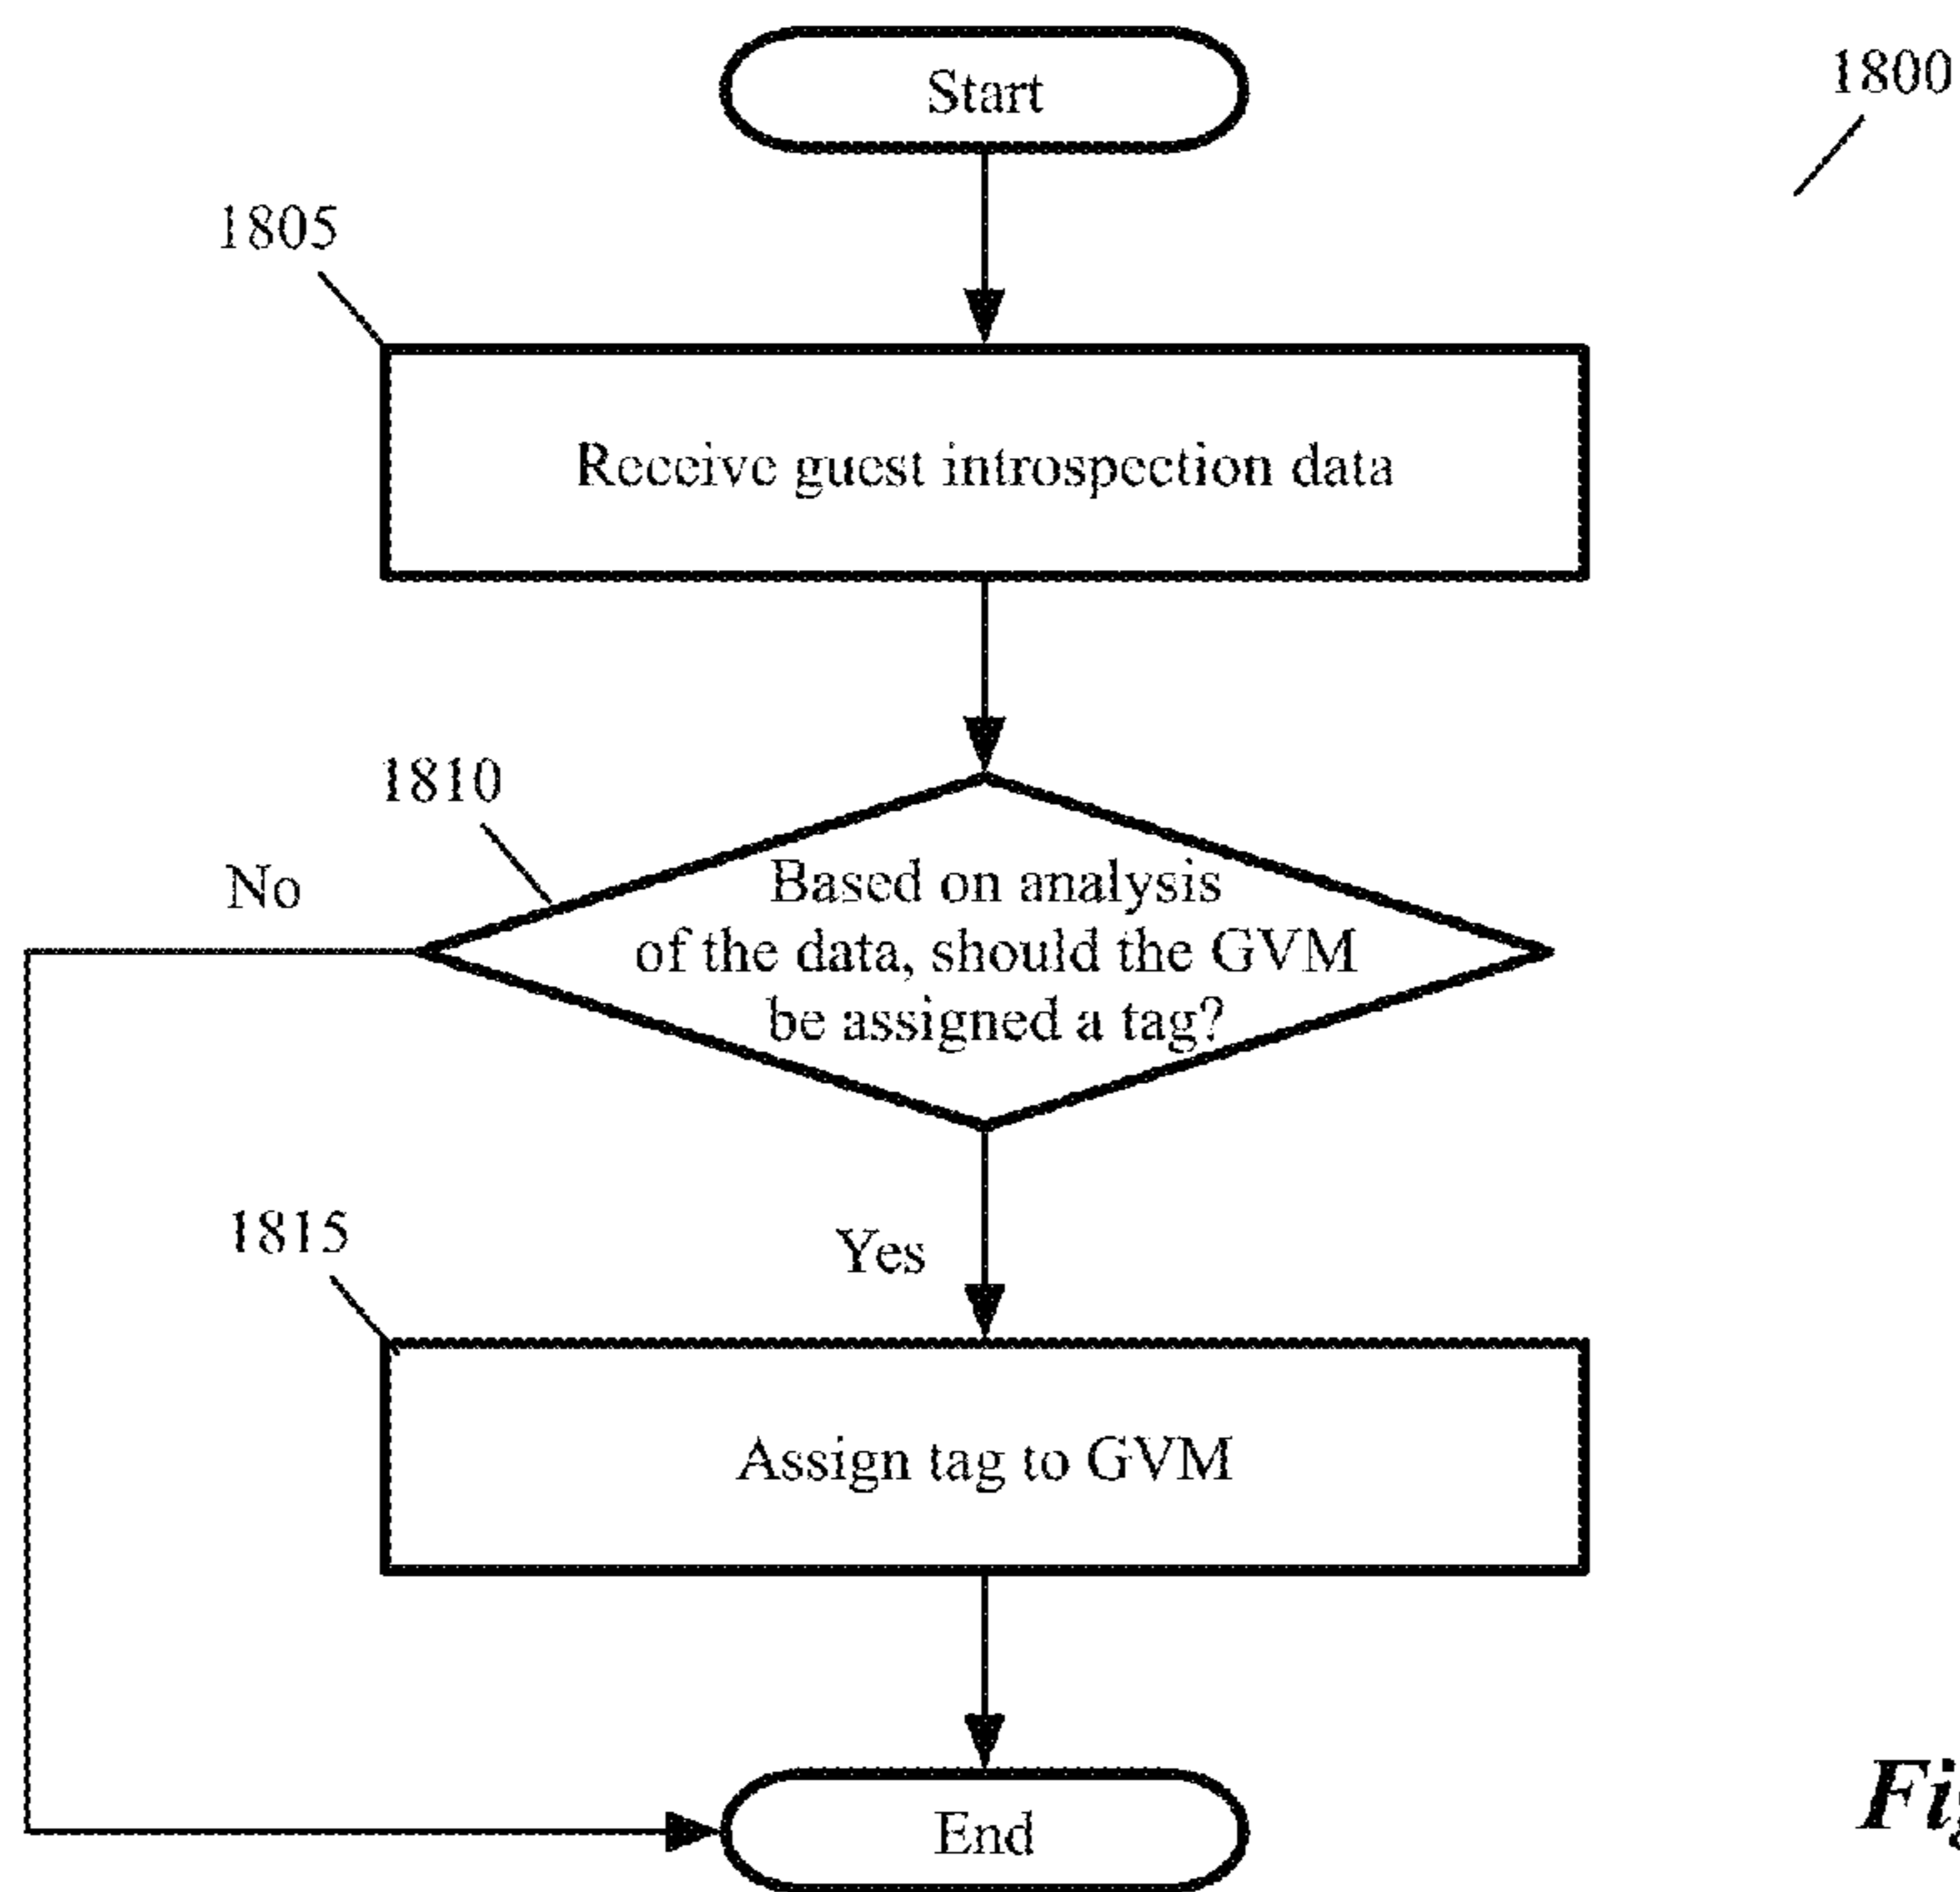 Start
1800
1805
Receive guest introspection data
1810
No
Based on analysis
of the data, should the GVM
be assigned a tag?
Yes
1815
Assign tag to GVM
End